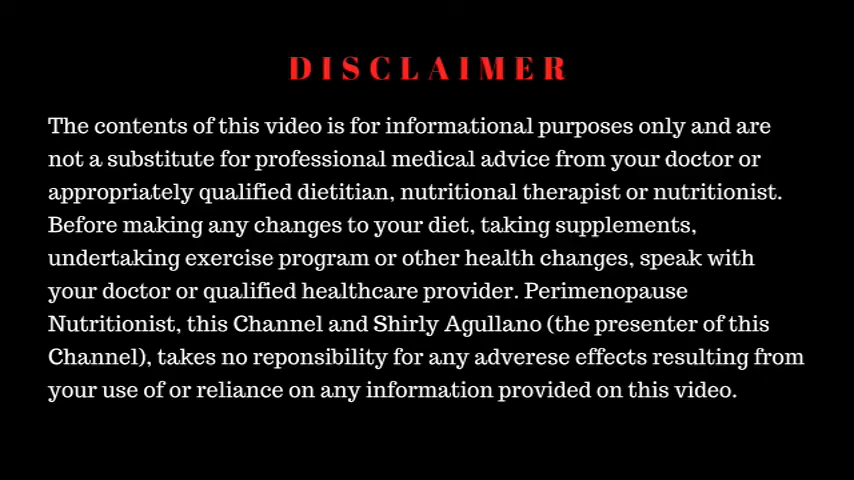 DISCLAIMER
The contents of this video is for informational purposes only and are
not a substitute for professional medical advice from your doctor or
appropriately qualified dietitian, nutritional therapist or nutritionist.
Before making any changes to your diet, taking supplements,
undertaking exercise program or other health changes, speak with
your doctor or qualified healthcare provider. Perimenopause
Nutritionist, this Channel and Shirly Agullano (the presenter of this
Channel), takes no reponsibility for any adverese effects resulting from
your use of or reliance on any information provided on this video.